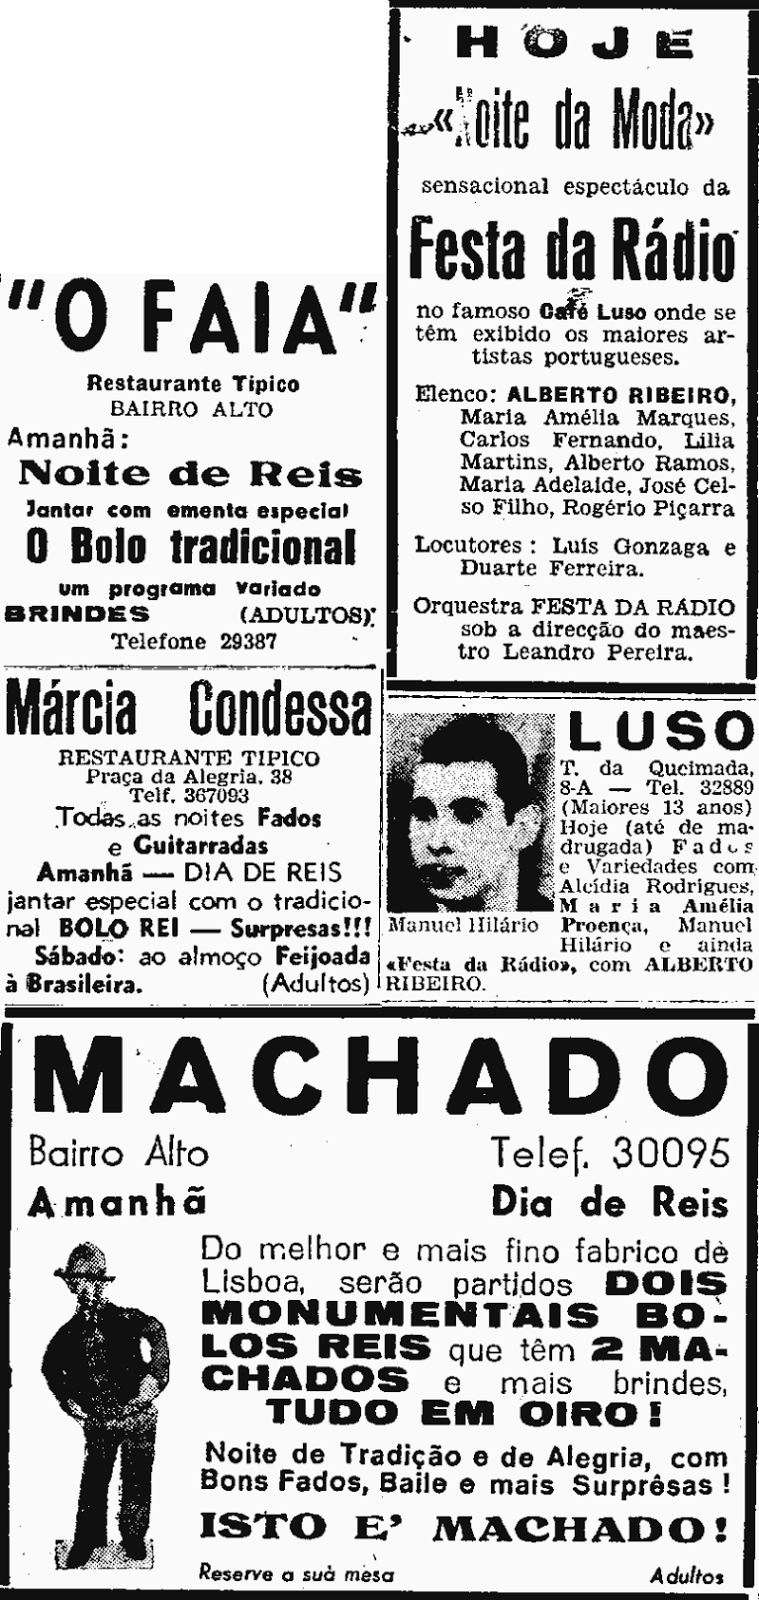 HOJE
«Noite da Moda»
sensacional espectáculo da
Festa da Rádio
no famoso Café Luso onde se
têm exibido os maiores ar-
tistas portugueses.
Elenco: ALBERTO RIBEIRO,
Maria Amélia Marques,
Carlos Fernando, Lília
Martins, Alberto Ramos,
Maria Adelaide, José Cel-
so Filho, Rogério Piçarra
Locutores: Luís Gonzaga e
Duarte Ferreira.
Orquestra FESTA DA RÁDIO
sob a direcção do maes-
tro Leandro Pereira.
"O FAIA"
Restaurante Típico
BAIRRO ALTO
Amanhã:
Noite de Reis
Jantar com ementa especial
O Bolo tradicional
um programa variado
BRINDES (ADULTOS);
Telefone 29387
Márcia Condessa
RESTAURANTE TIPICO
Praça da Alegria, 38
Telf. 367093
Todas as noites Fados
e Guitarradas
Amanhã — DIA DE REIS
jantar especial com o tradicio-
nal BOLO REI — Surpresas!!!
Sábado: ao almoço Feijoada
à Brasileira. (Adultos)
LUSO
T. da Queimada,
8-A — Tel. 32889
(Maiores 13 anos)
Hoje (até de ma-
drugada) Fados
e Variedades com
Alcídia Rodrigues,
Maria Amélia
Proença, Manuel
Hilário e ainda
«Festa da Rádio», com ALBERTO
RIBEIRO.
Manuel Hilário
MACHADO
Bairro Alto Telef. 30095
Amanhã Dia de Reis
Do melhor e mais fino fabrico de
Lisboa, serão partidos DOIS
MONUMENTAIS BO-
LOS REIS que têm 2 MA-
CHADOS e mais brindes,
TUDO EM OIRO!
Noite de Tradição e de Alegria, com
Bons Fados, Baile e mais Surprêsas!
ISTO E' MACHADO!
Reserve a sua mesa Adultos